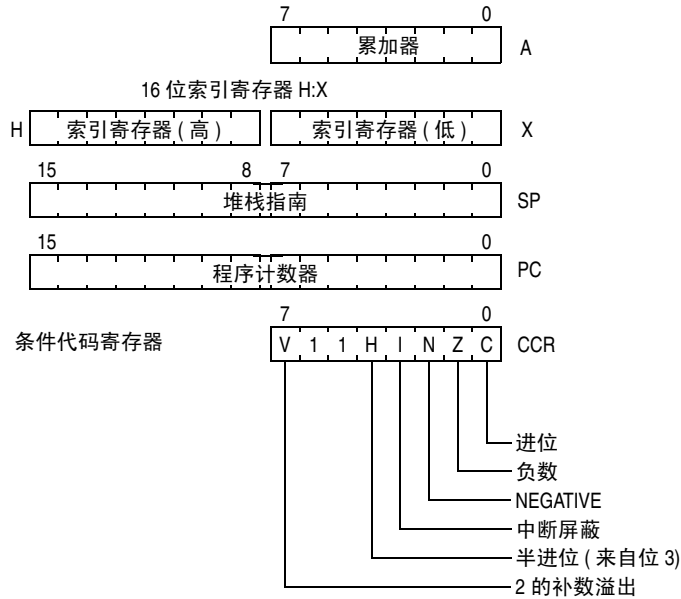 7 0
累加器 A
16 位索引寄存器 H:X
H 索引寄存器 ( 高 ) 索引寄存器 ( 低 ) X
15 8 7 0
堆栈指南 SP
15 0
程序计数器 PC
7 0
条件代码寄存器 V 1 1 H I N Z C CCR
进位
负数
NEGATIVE
中断屏蔽
半进位 ( 来自位 3)
2 的补数溢出